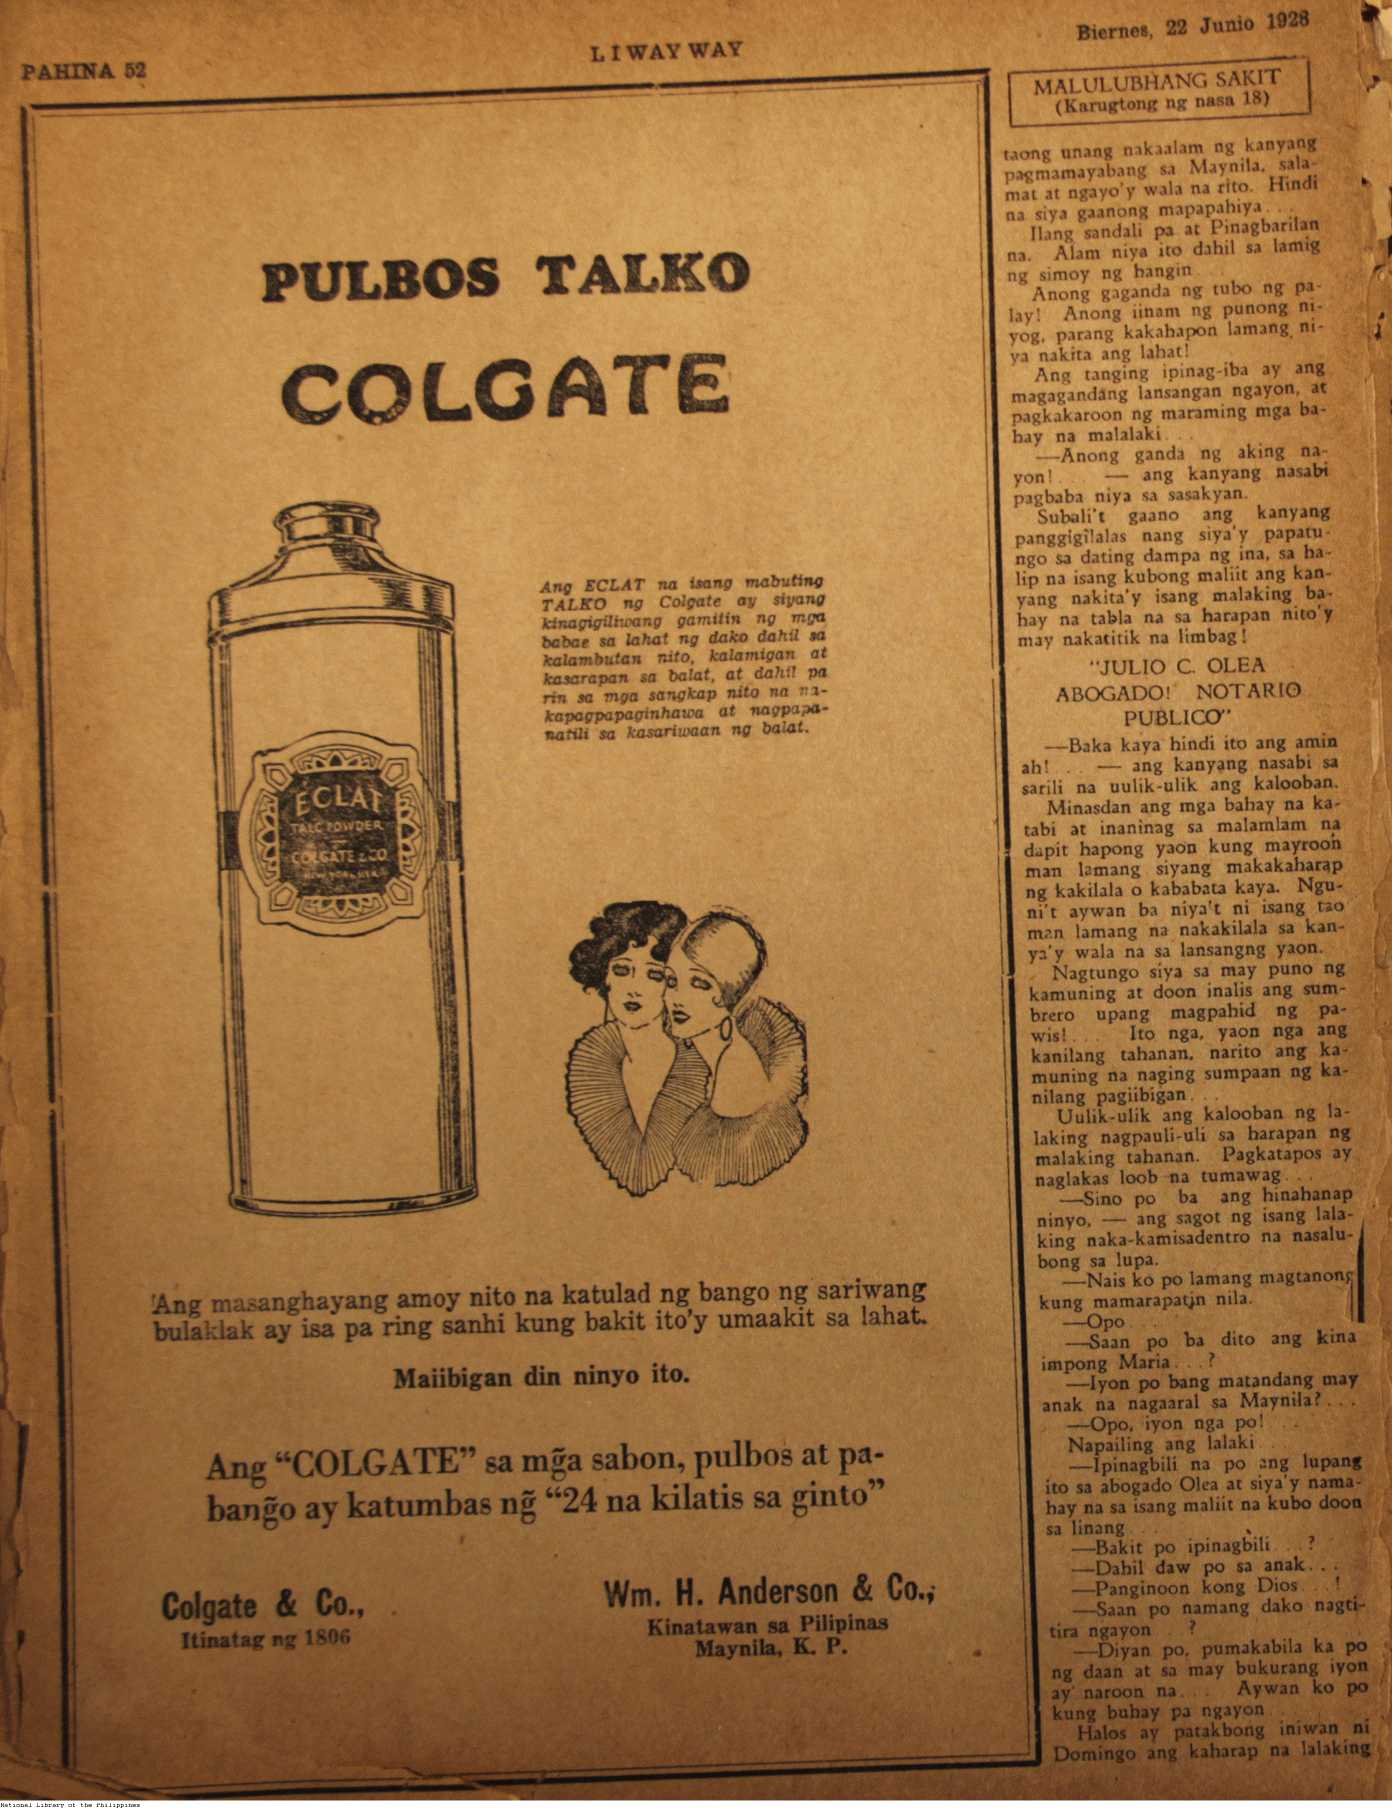 PAHINA 52
LIWAYWAY
Biernes, 22 Junio 1928
PULBOS TALKO
COLGATE
Ang ECLAT na isang mabuting
TALKO ng Colgate ay siyang
kinagigiliwang gamitin ng mga
babae sa lahat ng dako dahil sa
kalambutan nito, kalamigan at
kasarapan sa balat, at dahil pa
rin sa mga sangkap nito na na-
kapagpapaginhawa at nagpapa-
natili sa kasariwaan ng balat.
ECLAT
TALC POWDER
COLGATE & CO.
Ang masanghayang amoy nito na katulad ng bango ng sariwang
bulaklak ay isa pa ring sanhi kung bakit ito'y umaakit sa lahat.
Maiibigan din ninyo ito.
Ang "COLGATE" sa mg̃a sabon, pulbos at pa-
bang̃o ay katumbas ng̃ "24 na kilatis sa ginto"
Colgate & Co.,
Itinatag ng 1806
Wm. H. Anderson & Co.,
Kinatawan sa Pilipinas
Maynila, K. P.
MALULUBHANG SAKIT
(Karugtong ng nasa 18)
taong unang nakaalam ng kanyang
pagmamayabang sa Maynila, sala-
mat at ngayo'y wala na rito. Hindi
na siya gaanong mapapahiya...
Ilang sandali pa at Pinagbarilan
na. Alam niya ito dahil sa lamig
ng simoy ng hangin...
Anong gaganda ng tubo ng pa-
lay! Anong iinam ng punong ni-
yog, parang kakahapon lamang ni-
ya nakita ang lahat!
Ang tanging ipinag-iba ay ang
magagandang lansangan ngayon, at
pagkakaroon ng maraming mga ba-
hay na malalaki...
—Anong ganda ng aking na-
yon!... — ang kanyang nasabi
pagbaba niya sa sasakyan.
Subali't gaano ang kanyang
panggigilalas nang siya'y papatu-
ngo sa dating dampa ng ina, sa ha-
lip na isang kubong maliit ang kan-
yang nakita'y isang malaking ba-
hay na tabla na sa harapan nito'y
may nakatitik na limbag!
"JULIO C. OLEA
ABOGADO! NOTARIO
PUBLICO"
—Baka kaya hindi ito ang amin
ah!... — ang kanyang nasabi sa
sarili na uulik-ulik ang kalooban.
Minasdan ang mga bahay na ka-
tabi at inaninag sa malamlam na
dapit hapong yaon kung mayroon
man lamang siyang makakaharap
ng kakilala o kababata kaya. Ngu-
ni't aywan ba niya't ni isang tao
man lamang na nakakilala sa kan-
ya'y wala na sa lansangng yaon.
Nagtungo siya sa may puno ng
kamuning at doon inalis ang sum-
brero upang magpahid ng pa-
wis!... Ito nga, yaon nga ang
kanilang tahanan, narito ang ka-
muning na naging sumpaan ng ka-
nilang pagiibigan...
Uulik-ulik ang kalooban ng la-
laking nagpauli-uli sa harapan ng
malaking tahanan. Pagkatapos ay
naglakas loob na tumawag...
—Sino po ba ang hinahanap
ninyo, — ang sagot ng isang lala-
king naka-kamisadentro na nasalu-
bong sa lupa.
—Nais ko po lamang magtanong
kung mamarapatin nila.
—Opo...
—Saan po ba dito ang kina
impong Maria...?
—Iyon po bang matandang may
anak na nagaaral sa Maynila?...
—Opo, iyon nga po!...
Napailing ang lalaki...
—Ipinagbili na po ang lupang
ito sa abogado Olea at siya'y nama-
hay na sa isang maliit na kubo doon
sa linang...
—Bakit po ipinagbili...?
—Dahil daw po sa anak...
—Panginoon kong Dios...!
—Saan po namang dako nagti-
tira ngayon...?
—Diyan po, pumakabila ka po
ng daan at sa may bukurang iyon
ay naroon na... Aywan ko po
kung buhay pa ngayon...
Halos ay patakbong iniwan ni
Domingo ang kaharap na lalaking
National Library of the Philippines